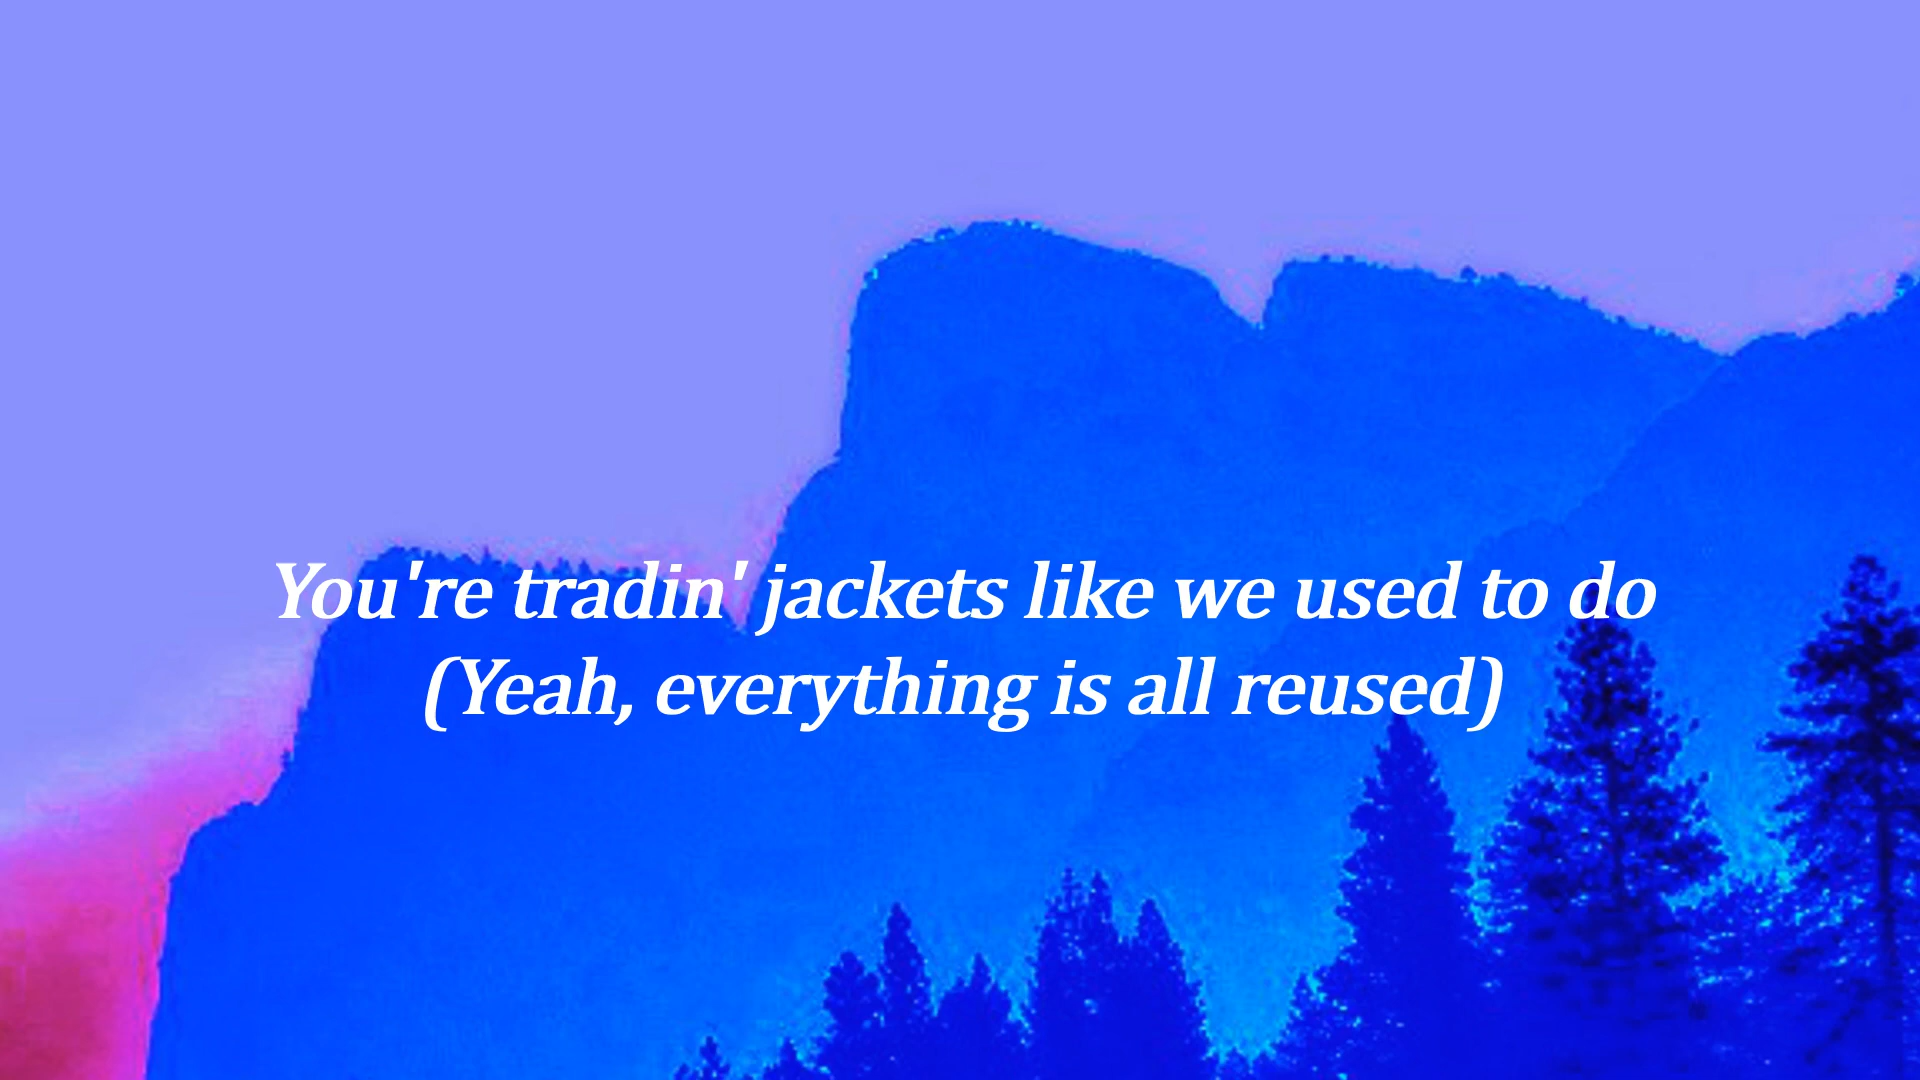 You're tradin' jackets like we used to do
(Yeah, everything is all reused)